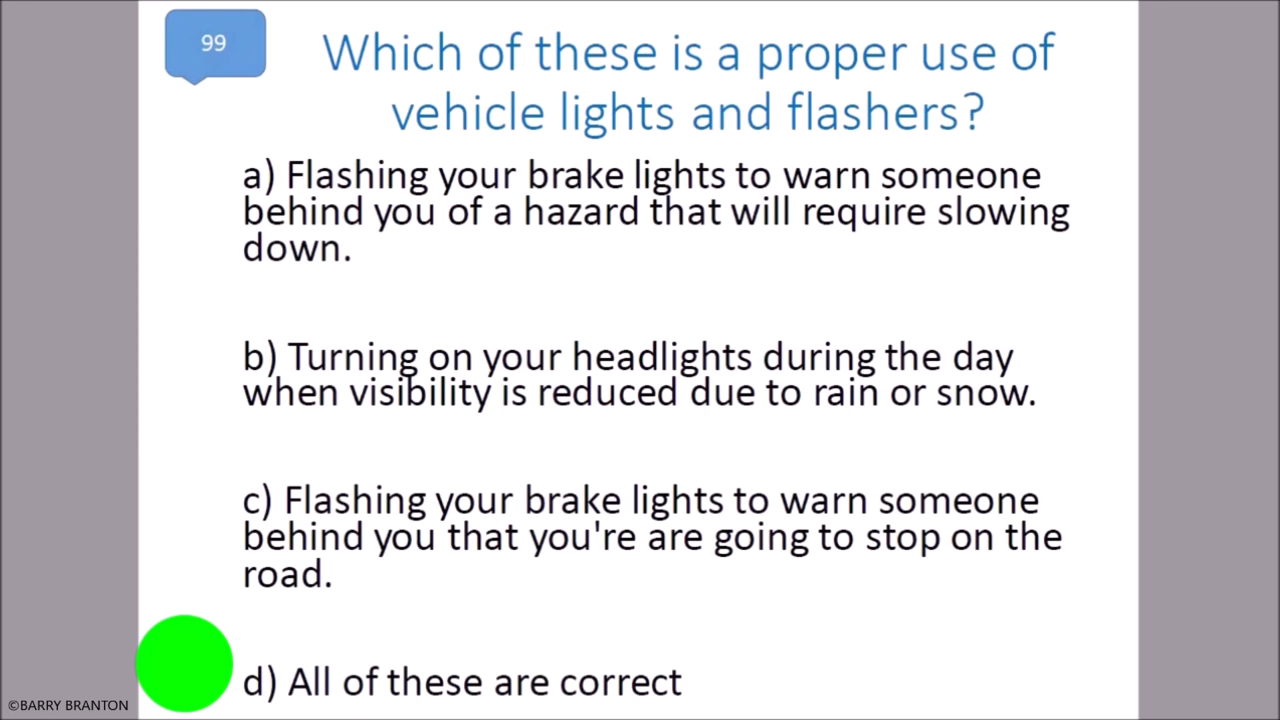 99
Which of these is a proper use of
vehicle lights and flashers?
a) Flashing your brake lights to warn someone
behind you of a hazard that will require slowing
down.
b) Turning on your headlights during the day
when visibility is reduced due to rain or snow.
c) Flashing your brake lights to warn someone
behind you that you're are going to stop on the
road.
d) All of these are correct
©BARRY BRANTON